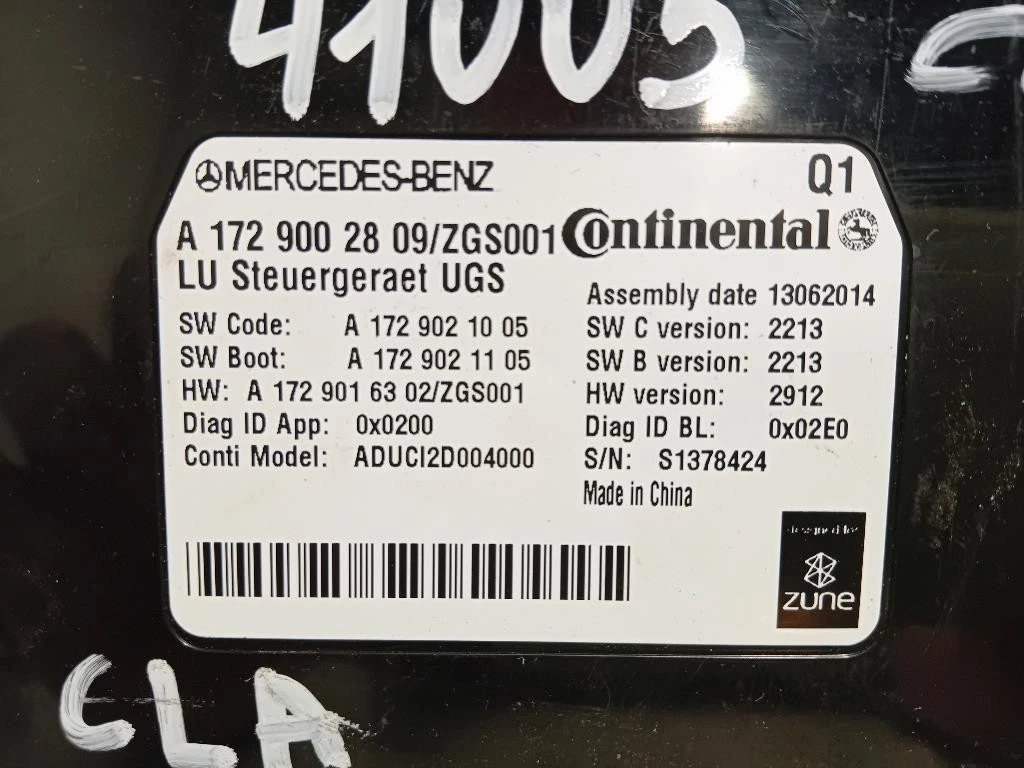 41005
MERCEDES-BENZ
Q1
A 172 900 28 09/ZGS001
Continental
LU Steuergeraet UGS
Assembly date 13062014
SW Code: A 172 902 10 05
SW C version: 2213
SW Boot: A 172 902 11 05
SW B version: 2213
HW: A 172 901 63 02/ZGS001
HW version: 2912
Diag ID App: 0x0200
Diag ID BL: 0x02E0
Conti Model: ADUCI2D004000
S/N: S1378424
Made in China
designed for
zune
CLA